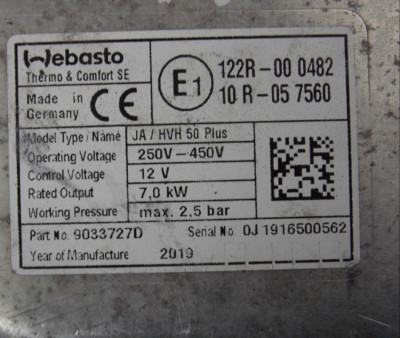 Webasto
Thermo & Comfort SE
E1
122R-00 0482
10 R-05 7560
Made in
Germany
CE
Model Type / Name JA / HVH 50 Plus
Operating Voltage 250V-450V
Control Voltage 12 V
Rated Output 7,0 kW
Working Pressure max. 2,5 bar
Part No. 9033727D Serial No. 0J 1916500562
Year of Manufacture 2019